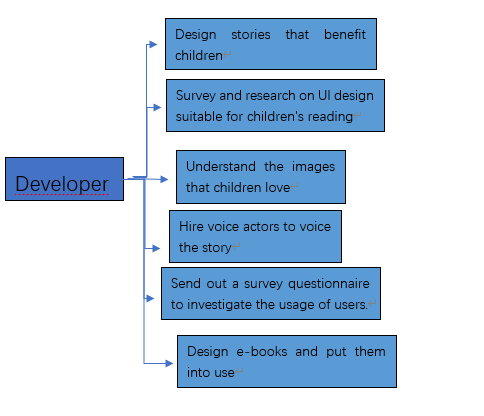 Design stories that benefit
children
Survey and research on UI design
suitable for children's reading
Understand the images
that children love
Developer
Hire voice actors to voice
the story
Send out a survey questionnaire
to investigate the usage of users.
Design e-books and put them
into use